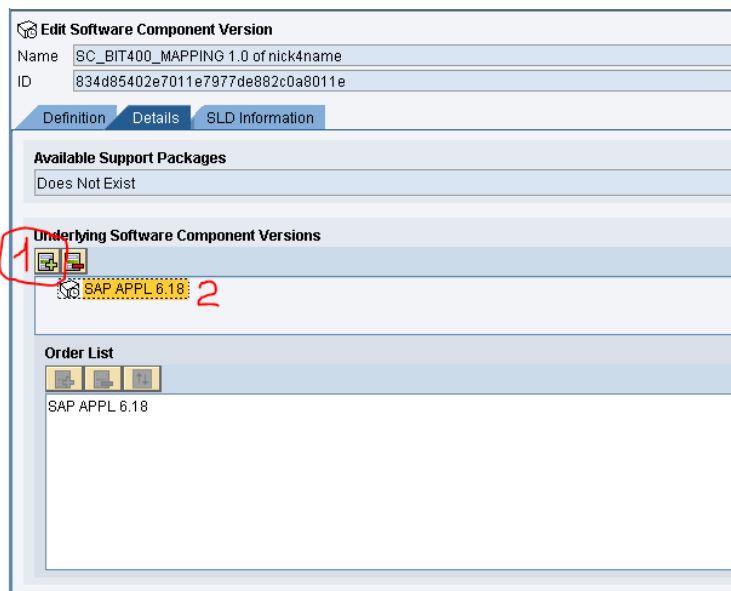 Edit Software Component Version
Name SC_BIT400_MAPPING 1.0 of nick4name
ID 834d85402e7011e7977de882c0a8011e
Definition Details SLD Information
Available Support Packages
Does Not Exist
Underlying Software Component Versions
1
SAP APPL 6.18 2
Order List
SAP APPL 6.18